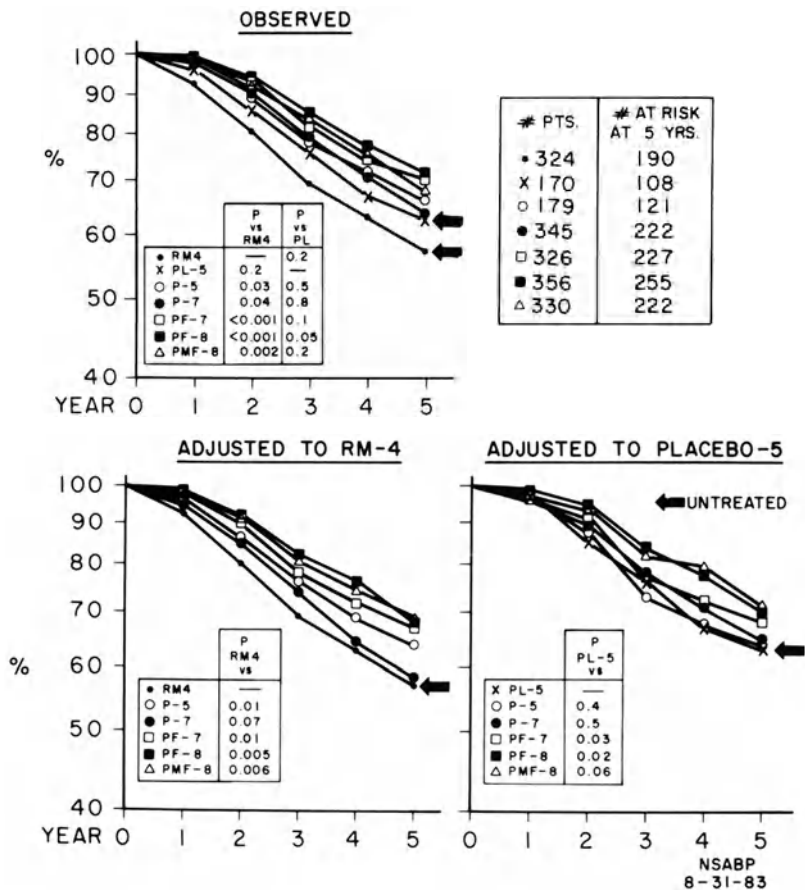 OBSERVED
100
90
80
%
70
60
50
40
YEAR 0 1 2 3 4 5
P vs RM4 P vs PL
RM4 — 0.2
PL-5 0.2 —
P-5 0.03 0.5
P-7 0.04 0.8
PF-7 <0.001 0.1
PF-8 <0.001 0.05
PMF-8 0.002 0.2
# PTS. # AT RISK
AT 5 YRS.
324 190
170 108
179 121
345 222
326 227
356 255
330 222
ADJUSTED TO RM-4
100
90
80
70
%
60
50
40
YEAR 0 1 2 3 4 5
P
RM4
vs
RM4 —
P-5 0.01
P-7 0.07
PF-7 0.01
PF-8 0.005
PMF-8 0.006
ADJUSTED TO PLACEBO-5
UNTREATED
P
PL-5
vs
PL-5 —
P-5 0.4
P-7 0.5
PF-7 0.03
PF-8 0.02
PMF-8 0.06
0 1 2 3 4 5
NSABP
8-31-83